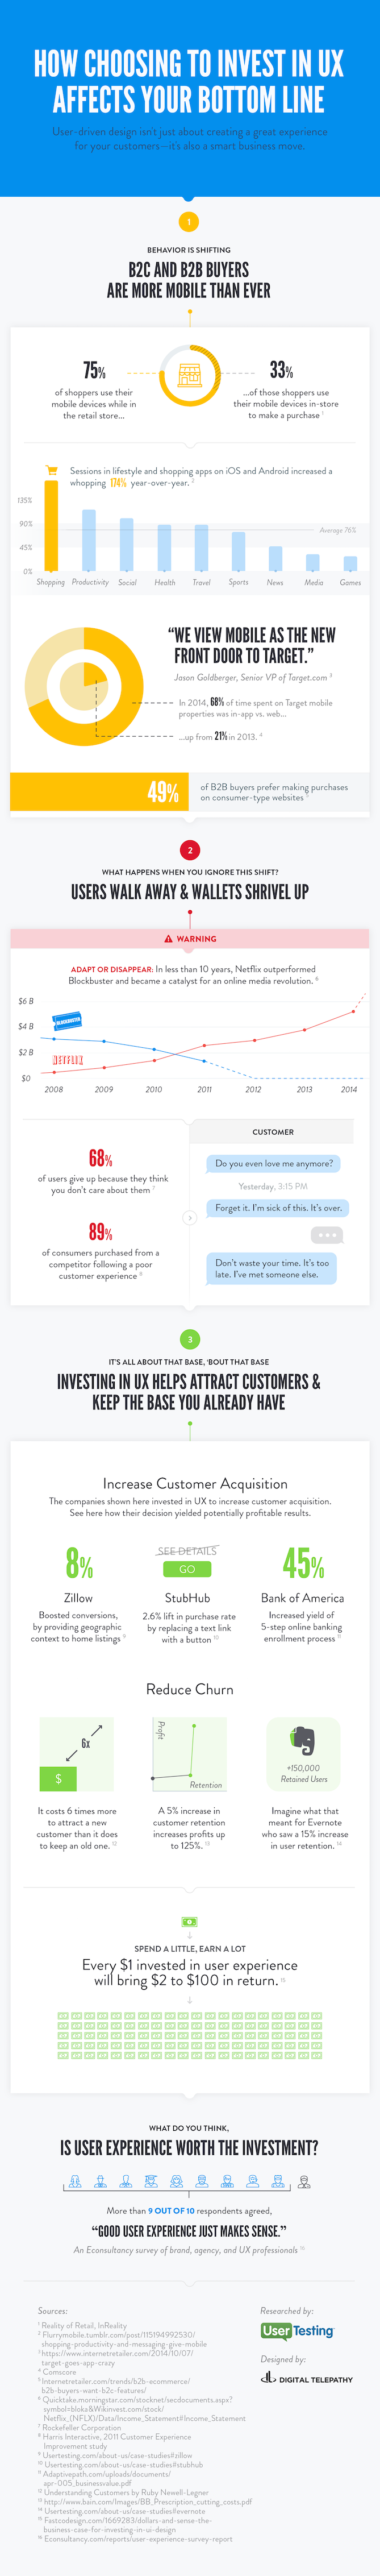 HOW CHOOSING TO INVEST IN UX
AFFECTS YOUR BOTTOM LINE
User-driven design isn't just about creating a great experience
for your customers—it's also a smart business move.
1
BEHAVIOR IS SHIFTING
B2C AND B2B BUYERS
ARE MORE MOBILE THAN EVER
75%
of shoppers use their
mobile devices while in
the retail store...
33%
...of those shoppers use
their mobile devices in-store
to make a purchase 1
Sessions in lifestyle and shopping apps on iOS and Android increased a
whopping 174% year-over-year. 2
135%
90%
45%
0%
Average 76%
Shopping Productivity Social Health Travel Sports News Media Games
“WE VIEW MOBILE AS THE NEW
FRONT DOOR TO TARGET.”
Jason Goldberger, Senior VP of Target.com 3
In 2014, 68% of time spent on Target mobile
properties was in-app vs. web...
...up from 21% in 2013. 4
49%
of B2B buyers prefer making purchases
on consumer-type websites 5
2
WHAT HAPPENS WHEN YOU IGNORE THIS SHIFT?
USERS WALK AWAY & WALLETS SHRIVEL UP
WARNING
ADAPT OR DISAPPEAR: In less than 10 years, Netflix outperformed
Blockbuster and became a catalyst for an online media revolution. 6
$6 B
$4 B
$2 B
$0
BLOCKBUSTER
NETFLIX
2008 2009 2010 2011 2012 2013 2014
68%
of users give up because they think
you don't care about them 7
89%
of consumers purchased from a
competitor following a poor
customer experience 8
CUSTOMER
Do you even love me anymore?
Yesterday, 3:15 PM
Forget it. I'm sick of this. It's over.
Don't waste your time. It's too
late. I've met someone else.
3
IT'S ALL ABOUT THAT BASE, 'BOUT THAT BASE
INVESTING IN UX HELPS ATTRACT CUSTOMERS &
KEEP THE BASE YOU ALREADY HAVE
Increase Customer Acquisition
The companies shown here invested in UX to increase customer acquisition.
See here how their decision yielded potentially profitable results.
8%
Zillow
Boosted conversions,
by providing geographic
context to home listings 9
SEE DETAILS
GO
StubHub
2.6% lift in purchase rate
by replacing a text link
with a button 10
45%
Bank of America
Increased yield of
5-step online banking
enrollment process 11
Reduce Churn
6x
$
It costs 6 times more
to attract a new
customer than it does
to keep an old one. 12
Profit
Retention
A 5% increase in
customer retention
increases profits up
to 125%. 13
+150,000
Retained Users
Imagine what that
meant for Evernote
who saw a 15% increase
in user retention. 14
SPEND A LITTLE, EARN A LOT
Every $1 invested in user experience
will bring $2 to $100 in return. 15
WHAT DO YOU THINK,
IS USER EXPERIENCE WORTH THE INVESTMENT?
More than 9 OUT OF 10 respondents agreed,
“GOOD USER EXPERIENCE JUST MAKES SENSE.”
An Econsultancy survey of brand, agency, and UX professionals 16
Sources:
1 Reality of Retail, InReality
2 Flurrymobile.tumblr.com/post/115194992530/
shopping-productivity-and-messaging-give-mobile
3 https://www.internetretailer.com/2014/10/07/
target-goes-app-crazy
4 Comscore
5 Internetretailer.com/trends/b2b-ecommerce/
b2b-buyers-want-b2c-features/
6 Quicktake.morningstar.com/stocknet/secdocuments.aspx?
symbol=bloka&Wikinvest.com/stock/
Netflix_(NFLX)/Data/Income_Statement#Income_Statement
7 Rockefeller Corporation
8 Harris Interactive, 2011 Customer Experience
Improvement study
9 Usertesting.com/about-us/case-studies#zillow
10 Usertesting.com/about-us/case-studies#stubhub
11 Adaptivepath.com/uploads/documents/
apr-005_businessvalue.pdf
12 Understanding Customers by Ruby Newell-Legner
13 http://www.bain.com/Images/BB_Prescription_cutting_costs.pdf
14 Usertesting.com/about-us/case-studies#evernote
15 Fastcodesign.com/1669283/dollars-and-sense-the-
business-case-for-investing-in-ui-design
16 Econsultancy.com/reports/user-experience-survey-report
Researched by:
UserTesting
Designed by:
DIGITAL TELEPATHY